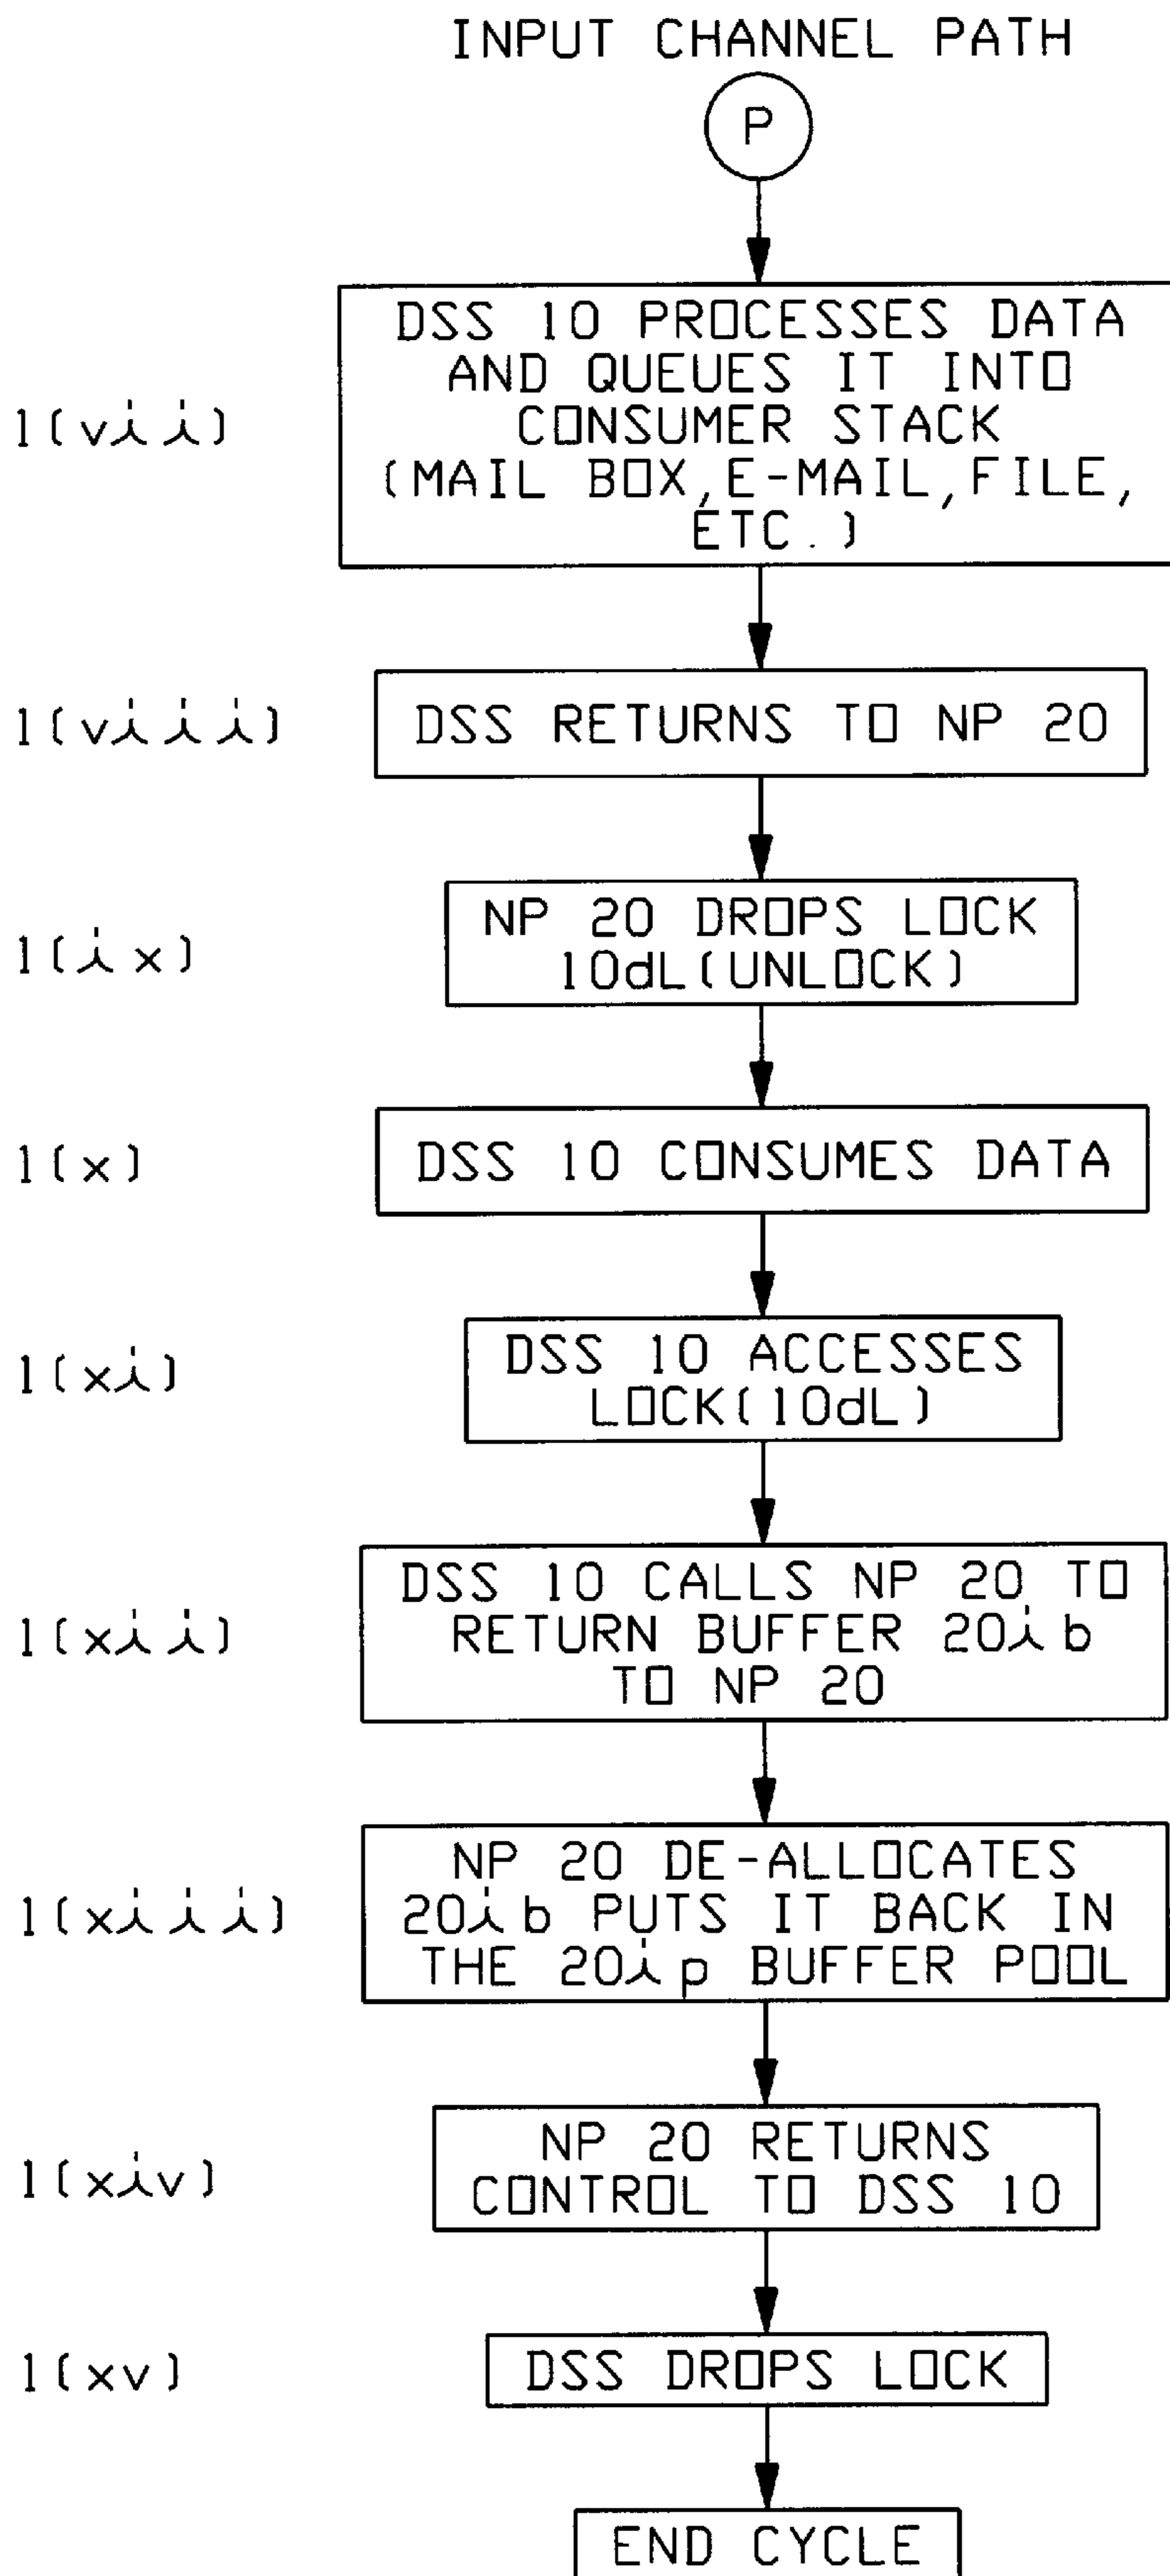 INPUT CHANNEL PATH
P
1(vii)
DSS 10 PROCESSES DATA
AND QUEUES IT INTO
CONSUMER STACK
(MAIL BOX,E-MAIL,FILE,
ETC.)
1(viii)
DSS RETURNS TO NP 20
1(ix)
NP 20 DROPS LOCK
10dL(UNLOCK)
1(x)
DSS 10 CONSUMES DATA
1(xi)
DSS 10 ACCESSES
LOCK(10dL)
1(xii)
DSS 10 CALLS NP 20 TO
RETURN BUFFER 20ib
TO NP 20
1(xiii)
NP 20 DE-ALLOCATES
20ib PUTS IT BACK IN
THE 20ip BUFFER POOL
1(xiv)
NP 20 RETURNS
CONTROL TO DSS 10
1(xv)
DSS DROPS LOCK
END CYCLE